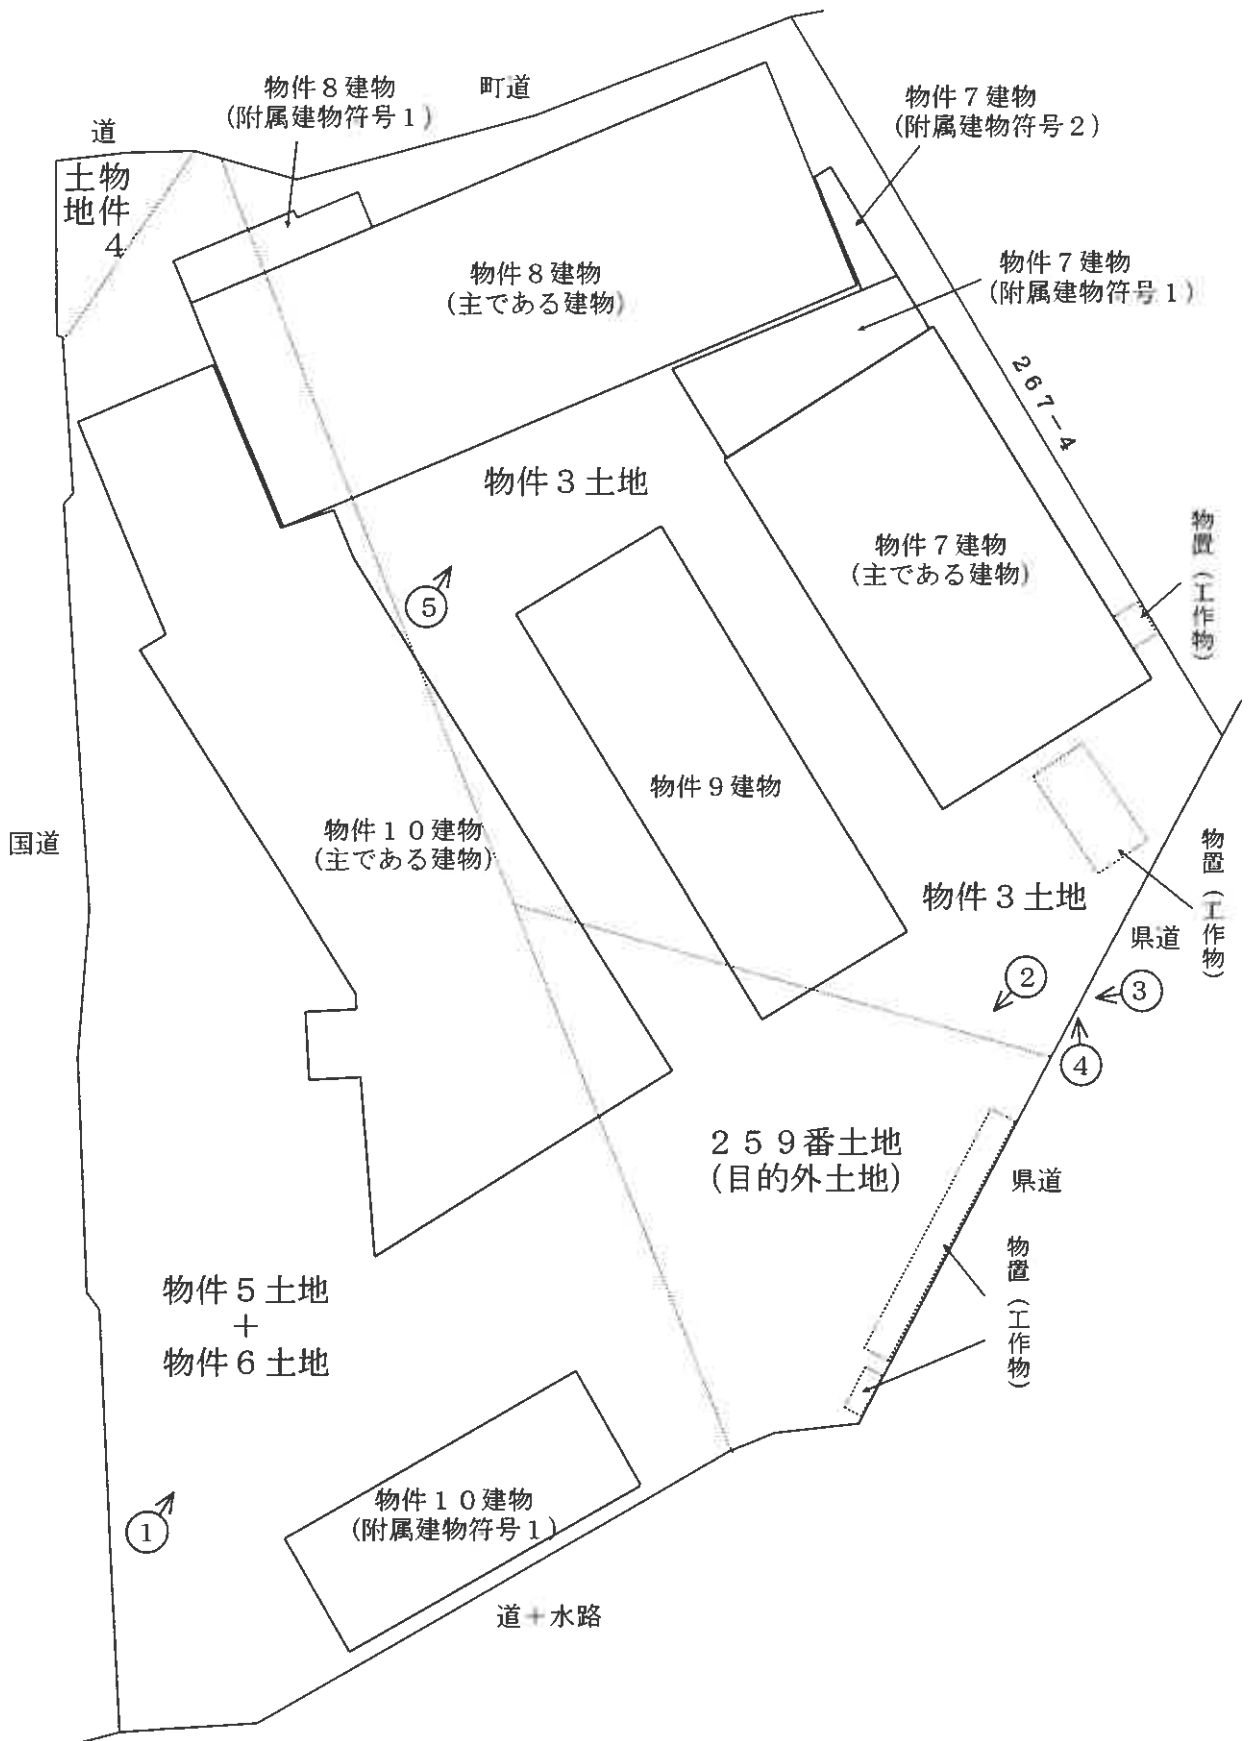 物件８建物
(附属建物符号１)
町道
物件７建物
(附属建物符号２)
道
物件４
土地
物件８建物
(主である建物)
物件７建物
(附属建物符号１)
２６７－４
物件３土地
物置（工作物）
物件７建物
(主である建物)
⑤
物件９建物
国道
物件１０建物
(主である建物)
物置（工作物）
物件３土地
県道
②
③
④
２５９番土地
(目的外土地)
県道
物置（工作物）
物件５土地
＋
物件６土地
物件１０建物
(附属建物符号１)
①
道＋水路